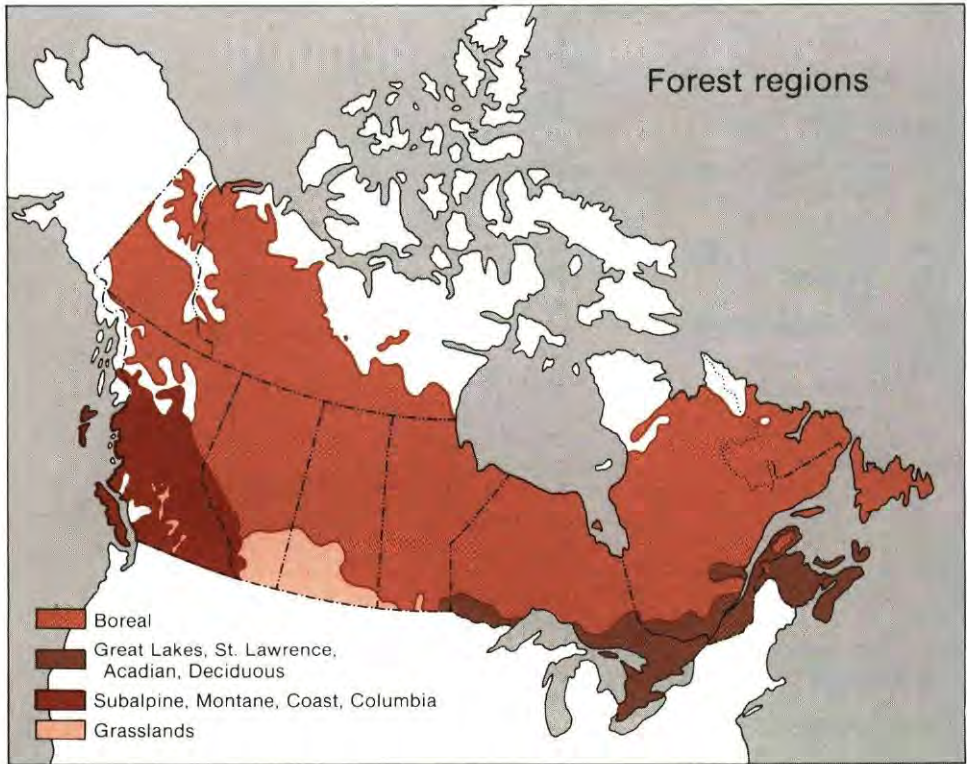 Forest regions
Boreal
Great Lakes, St. Lawrence,
Acadian, Deciduous
Subalpine, Montane, Coast, Columbia
Grasslands